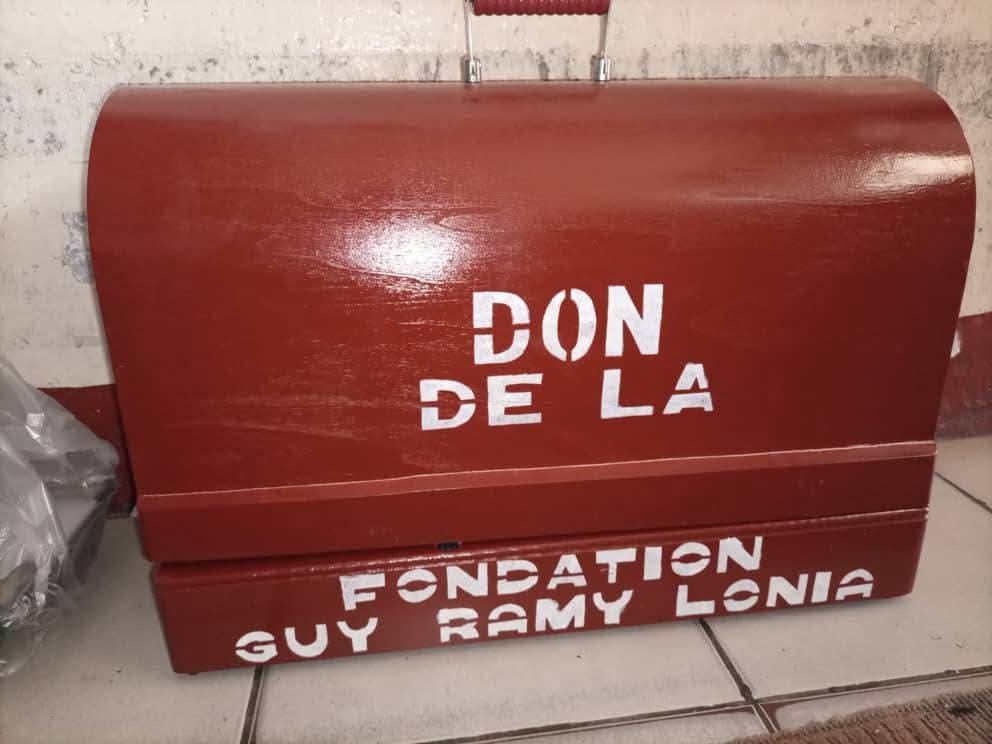 DON
DE LA
FONDATION
GUY RAMY LONIA